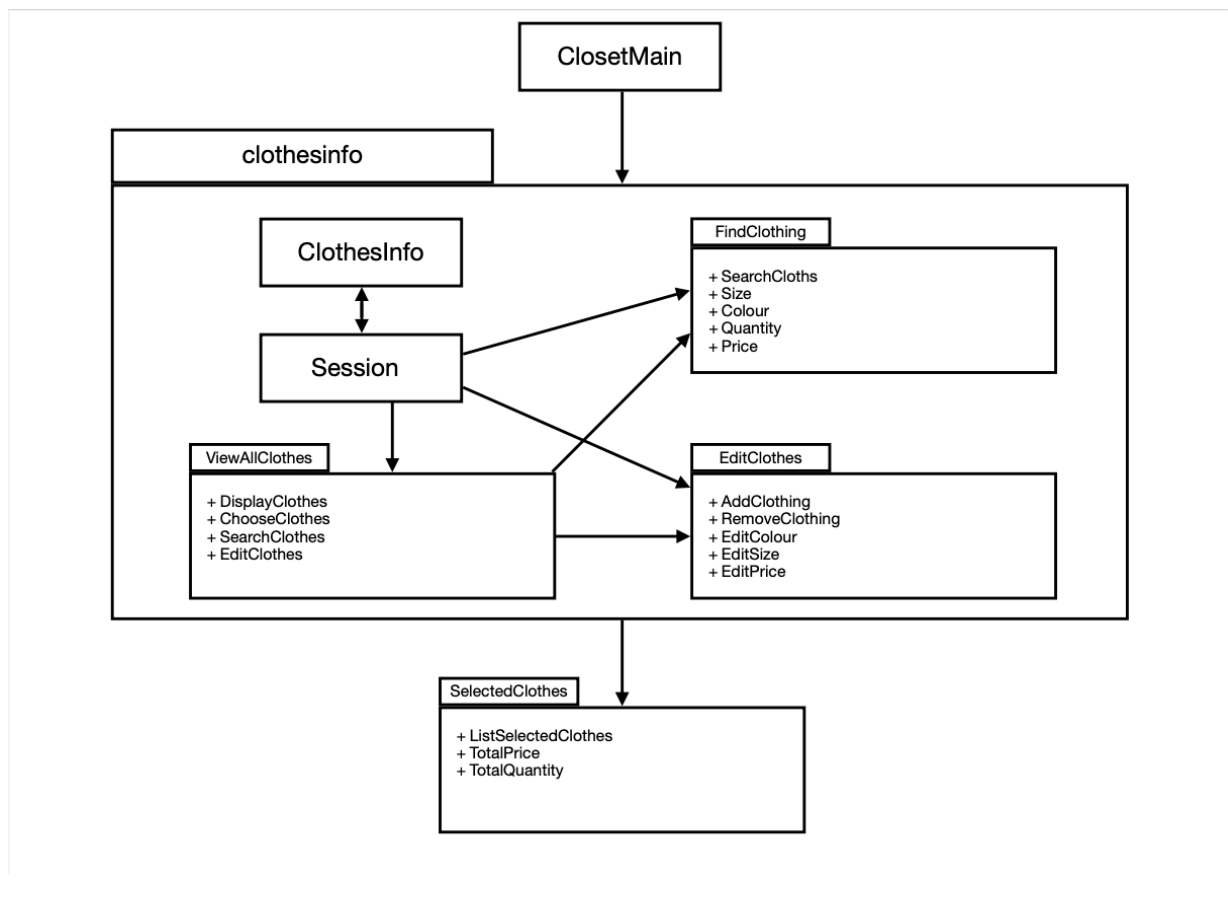 ClosetMain
clothesinfo
ClothesInfo
Session
FindClothing
+ SearchCloths
+ Size
+ Colour
+ Quantity
+ Price
ViewAllClothes
+ DisplayClothes
+ ChooseClothes
+ SearchClothes
+ EditClothes
EditClothes
+ AddClothing
+ RemoveClothing
+ EditColour
+ EditSize
+ EditPrice
SelectedClothes
+ ListSelectedClothes
+ TotalPrice
+ TotalQuantity